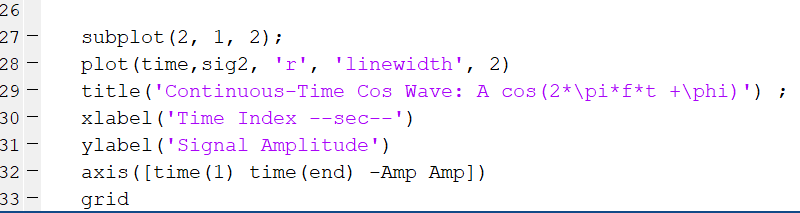 26
27 – subplot(2, 1, 2);
28 – plot(time,sig2, 'r', 'linewidth', 2)
29 – title('Continuous-Time Cos Wave: A cos(2*\pi*f*t +\phi)') ;
30 – xlabel('Time Index --sec--')
31 – ylabel('Signal Amplitude')
32 – axis([time(1) time(end) -Amp Amp])
33 – grid